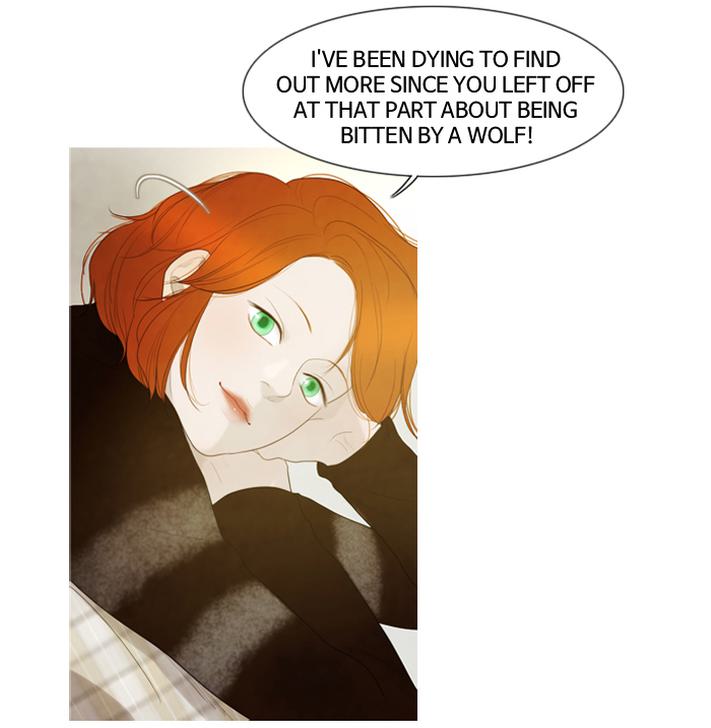 I'VE BEEN DYING TO FIND
OUT MORE SINCE YOU LEFT OFF
AT THAT PART ABOUT BEING
BITTEN BY A WOLF!